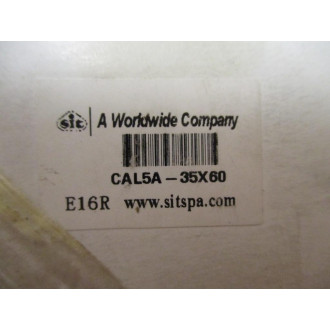 sit A Worldwide Company
CAL5A-35X60
E16R www.sitspa.com